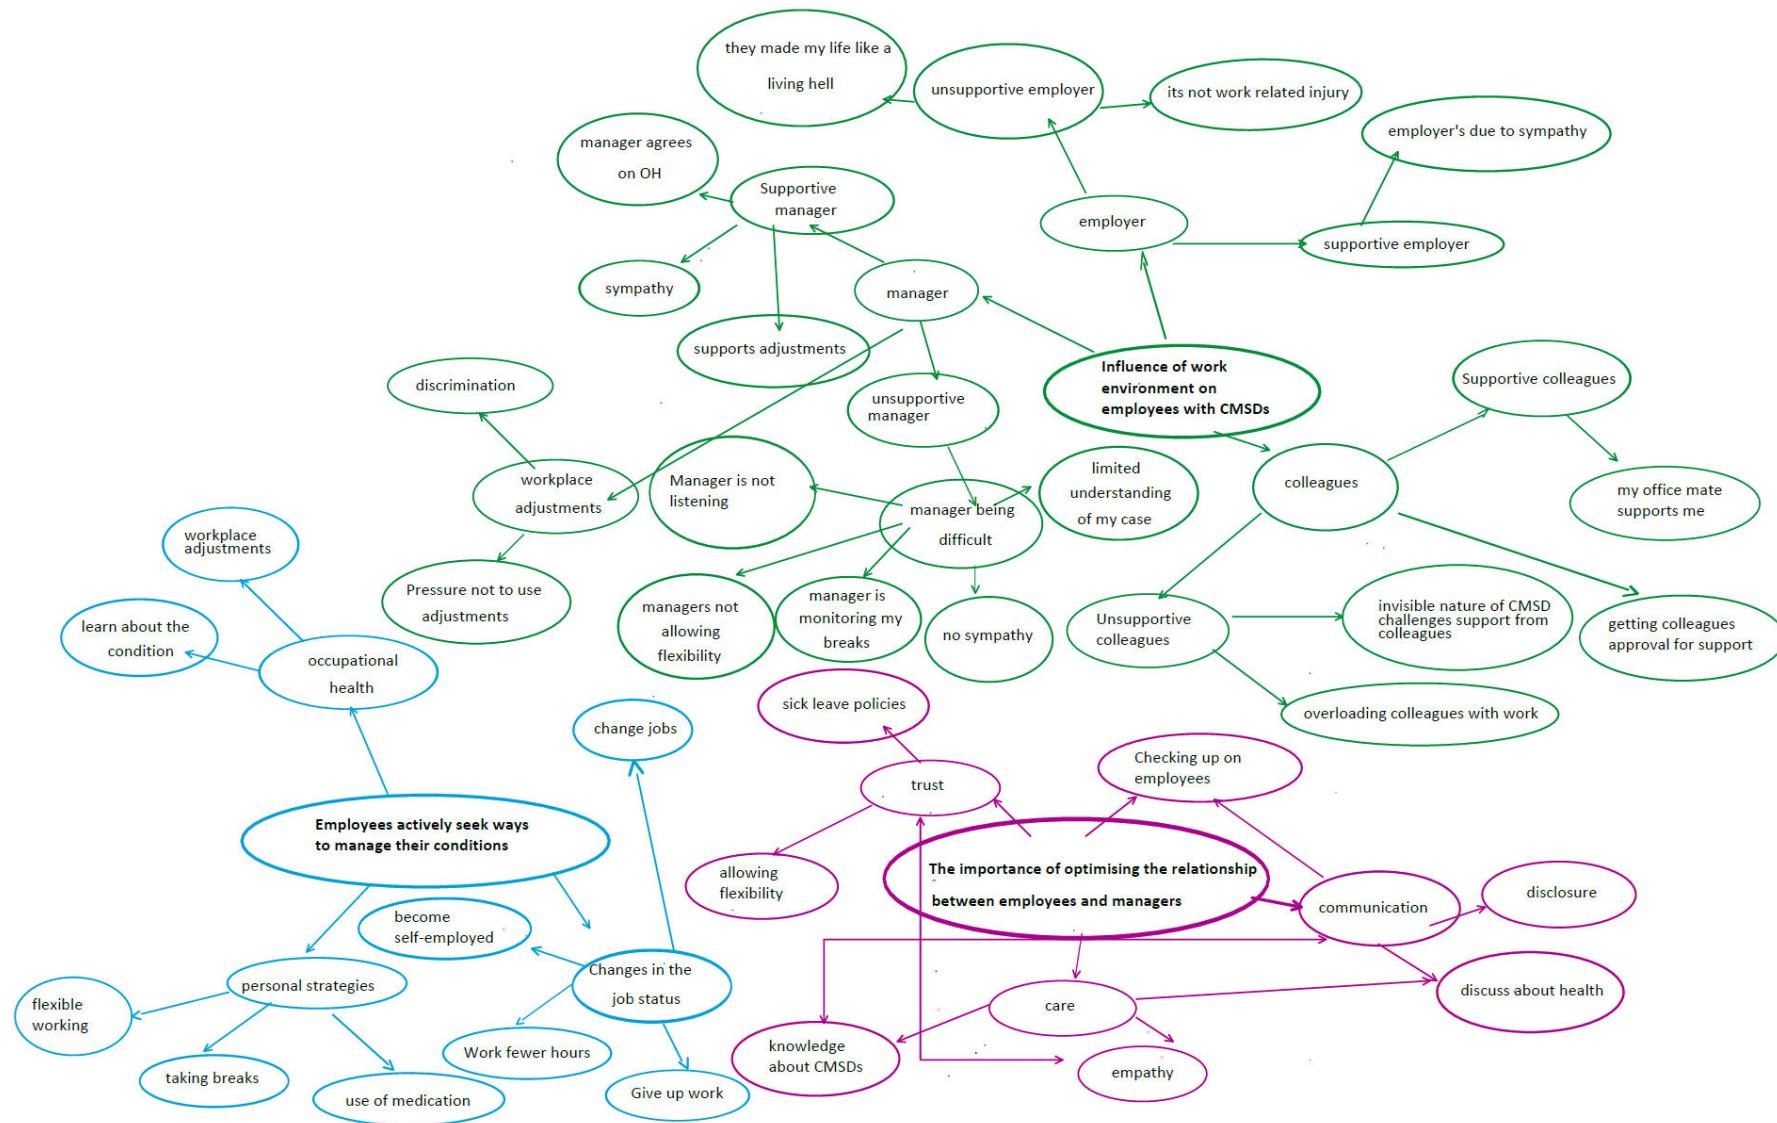 they made my life like a
living hell
unsupportive employer
its not work related injury
employer's due to sympathy
manager agrees
on OH
Supportive
manager
employer
supportive employer
sympathy
manager
supports adjustments
Influence of work
environment on
employees with CMSDs
discrimination
unsupportive
manager
Supportive colleagues
workplace
adjustments
Manager is not
listening
manager being
difficult
limited
understanding
of my case
colleagues
my office mate
supports me
workplace
adjustments
Pressure not to use
adjustments
managers not
allowing
flexibility
manager is
monitoring my
breaks
no sympathy
Unsupportive
colleagues
invisible nature of CMSD
challenges support from
colleagues
getting colleagues
approval for support
learn about the
condition
occupational
health
overloading colleagues with work
sick leave policies
change jobs
Checking up on
employees
trust
Employees actively seek ways
to manage their conditions
The importance of optimising the relationship
between employees and managers
allowing
flexibility
communication
disclosure
become
self-employed
Changes in the
job status
personal strategies
discuss about health
care
flexible
working
taking breaks
use of medication
Work fewer hours
Give up work
knowledge
about CMSDs
empathy